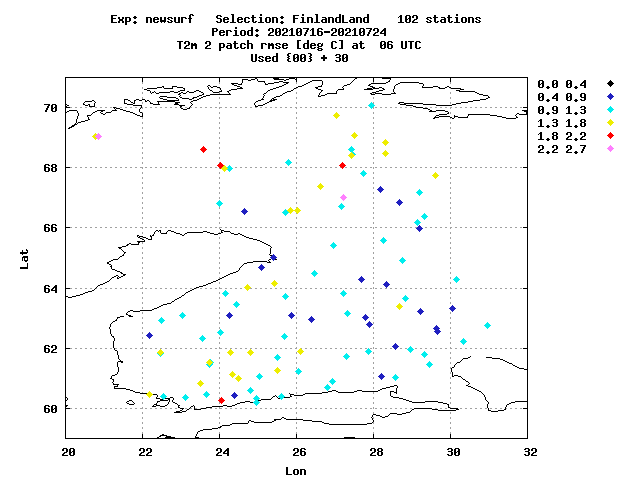 Exp: newsurf   Selection: FinlandLand    102 stations
Period: 20210716-20210724
T2m 2 patch rmse [deg C] at  06 UTC
Used {00} + 30
0.0 0.4
0.4 0.9
0.9 1.3
1.3 1.8
1.8 2.2
2.2 2.7
70
68
66
64
62
60
Lat
20 22 24 26 28 30 32
Lon